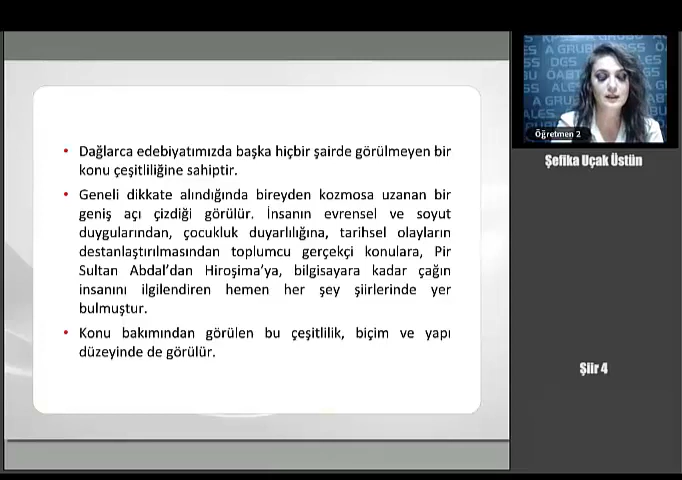 • Dağlarca edebiyatımızda başka hiçbir şairde görülmeyen bir
konu çeşitliliğine sahiptir.
• Geneli dikkate alındığında bireyden kozmosa uzanan bir
geniş açı çizdiği görülür. İnsanın evrensel ve soyut
duygularından, çocukluk duyarlılığına, tarihsel olayların
destanlaştırılmasından toplumcu gerçekçi konulara, Pir
Sultan Abdal’dan Hiroşima’ya, bilgisayara kadar çağın
insanını ilgilendiren hemen her şey şiirlerinde yer
bulmuştur.
• Konu bakımından görülen bu çeşitlilik, biçim ve yapı
düzeyinde de görülür.
Öğretmen 2
Şefika Uçak Üstün
Şiir 4